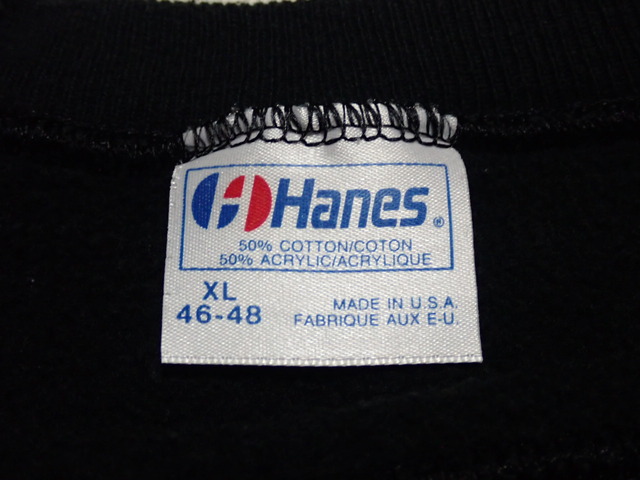 Hanes®
50% COTTON/COTON
50% ACRYLIC/ACRYLIQUE
XL
46-48
MADE IN U.S.A.
FABRIQUE AUX E-U.